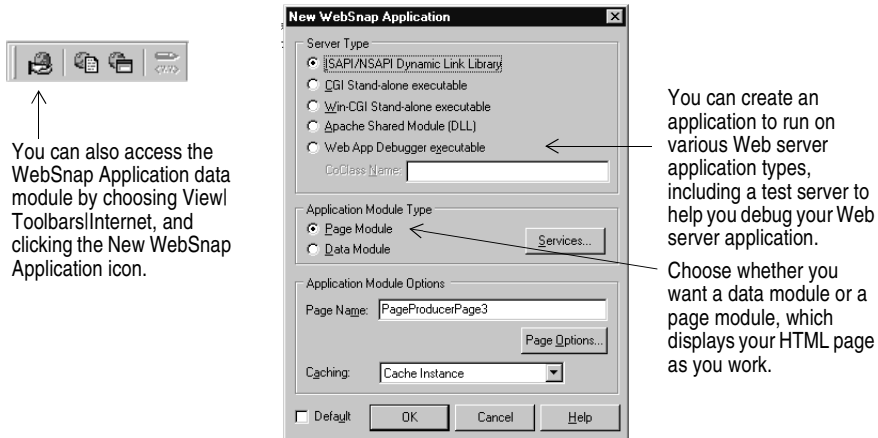 You can also access the
WebSnap Application data
module by choosing View|
Toolbars|Internet, and
clicking the New WebSnap
Application icon.
New WebSnap Application
Server Type
ISAPI/NSAPI Dynamic Link Library
CGI Stand-alone executable
Win-CGI Stand-alone executable
Apache Shared Module (DLL)
Web App Debugger executable
CoClass Name:
Application Module Type
Page Module
Data Module
Services...
Application Module Options
Page Name: PageProducerPage3
Page Options...
Caching: Cache Instance
Default OK Cancel Help
You can create an
application to run on
various Web server
application types,
including a test server to
help you debug your Web
server application.
Choose whether you
want a data module or a
page module, which
displays your HTML page
as you work.